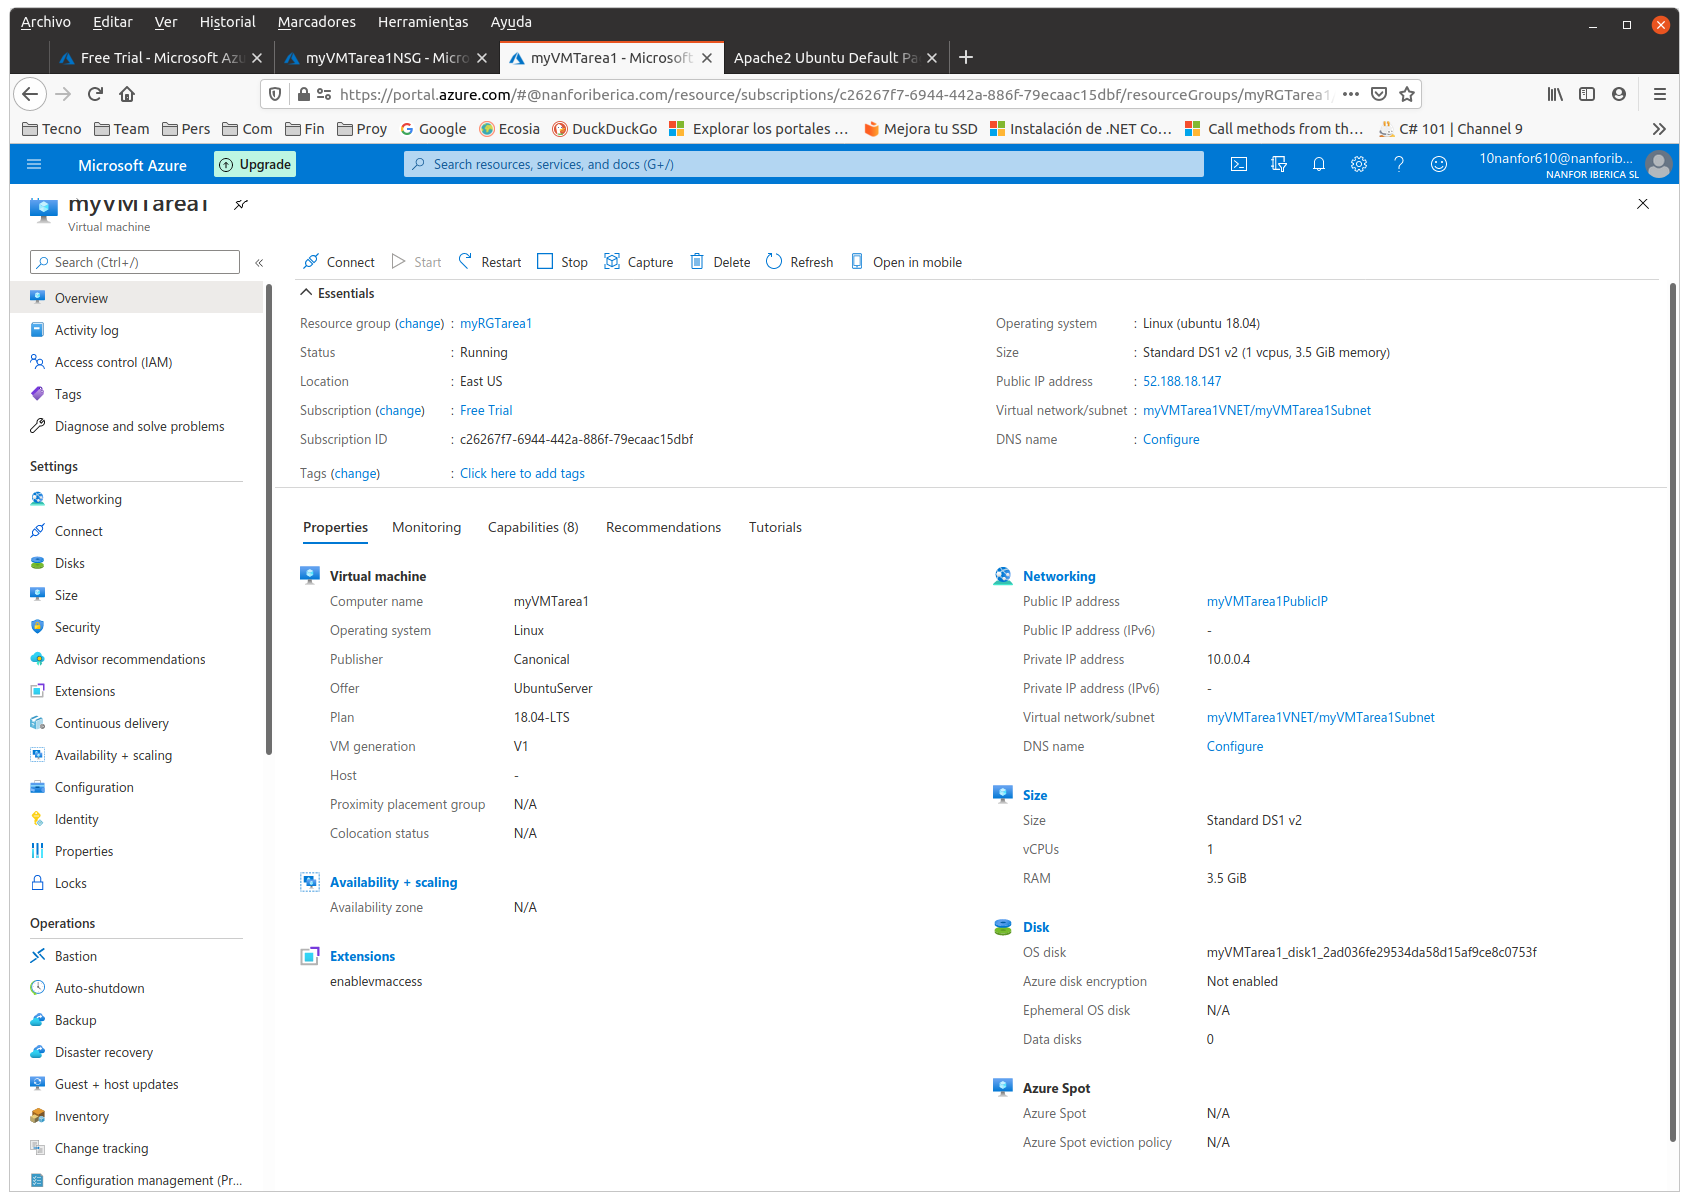 Archivo Editar Ver Historial Marcadores Herramientas Ayuda
Free Trial - Microsoft Azu
myVMTarea1NSG - Micro
myVMTarea1 - Microsoft
Apache2 Ubuntu Default Pa
https://portal.azure.com/#@nanforiberica.com/resource/subscriptions/c26267f7-6944-442a-886f-79ecaac15dbf/resourceGroups/myRGTarea1/
Tecno Team Pers Com Fin Proy Google Ecosia DuckDuckGo Explorar los portales ... Mejora tu SSD Instalación de .NET Co... Call methods from th... C# 101 | Channel 9
Microsoft Azure Upgrade Search resources, services, and docs (G+/) 10nanfor610@nanforib...
NANFOR IBERICA SL
myVMTarea1
Virtual machine
Search (Ctrl+/)
Overview
Activity log
Access control (IAM)
Tags
Diagnose and solve problems
Settings
Networking
Connect
Disks
Size
Security
Advisor recommendations
Extensions
Continuous delivery
Availability + scaling
Configuration
Identity
Properties
Locks
Operations
Bastion
Auto-shutdown
Backup
Disaster recovery
Guest + host updates
Inventory
Change tracking
Configuration management (Pr...
Connect Start Restart Stop Capture Delete Refresh Open in mobile
Essentials
Resource group (change) : myRGTarea1
Status : Running
Location : East US
Subscription (change) : Free Trial
Subscription ID : c26267f7-6944-442a-886f-79ecaac15dbf
Tags (change) : Click here to add tags
Operating system : Linux (ubuntu 18.04)
Size : Standard DS1 v2 (1 vcpus, 3.5 GiB memory)
Public IP address : 52.188.18.147
Virtual network/subnet : myVMTarea1VNET/myVMTarea1Subnet
DNS name : Configure
Properties Monitoring Capabilities (8) Recommendations Tutorials
Virtual machine
Computer name myVMTarea1
Operating system Linux
Publisher Canonical
Offer UbuntuServer
Plan 18.04-LTS
VM generation V1
Host -
Proximity placement group N/A
Colocation status N/A
Availability + scaling
Availability zone N/A
Extensions
enablevmaccess
Networking
Public IP address myVMTarea1PublicIP
Public IP address (IPv6) -
Private IP address 10.0.0.4
Private IP address (IPv6) -
Virtual network/subnet myVMTarea1VNET/myVMTarea1Subnet
DNS name Configure
Size
Size Standard DS1 v2
vCPUs 1
RAM 3.5 GiB
Disk
OS disk myVMTarea1_disk1_2ad036fe29534da58d15af9ce8c0753f
Azure disk encryption Not enabled
Ephemeral OS disk N/A
Data disks 0
Azure Spot
Azure Spot N/A
Azure Spot eviction policy N/A